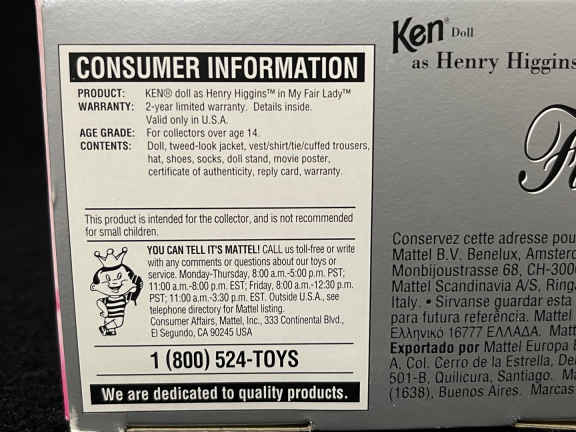 CONSUMER INFORMATION
PRODUCT: KEN® doll as Henry Higgins™ in My Fair Lady™
WARRANTY: 2-year limited warranty. Details inside.
Valid only in U.S.A.
AGE GRADE: For collectors over age 14.
CONTENTS: Doll, tweed-look jacket, vest/shirt/tie/cuffed trousers,
hat, shoes, socks, doll stand, movie poster,
certificate of authenticity, reply card, warranty.
This product is intended for the collector, and is not recommended
for small children.
YOU CAN TELL IT'S MATTEL! CALL us toll-free or write
with any comments or questions about our toys or
service. Monday-Thursday, 8:00 a.m.-5:00 p.m. PST;
11:00 a.m.-8:00 p.m. EST; Friday, 8:00 a.m.-12:30 p.m.
PST; 11:00 a.m.-3:30 p.m. EST. Outside U.S.A., see
telephone directory for Mattel listing.
Consumer Affairs, Mattel, Inc., 333 Continental Blvd.,
El Segundo, CA 90245 USA
1 (800) 524-TOYS
We are dedicated to quality products.
Ken® Doll
as Henry Higgins
Conservez cette adresse pou
Mattel B.V. Benelux, Amsterd
Monbijoustrasse 68, CH-300
Mattel Scandinavia A/S, Ring
Italy. • Sirvanse guardar esta
para futura referência. Mattel
Ελληνικό 16777 ΕΛΛΑΔΑ. Matt
Exportado por Mattel Europa
A, Col. Cerro de la Estrella, De
501-B, Quilicura, Santiago. Ma
(1638), Buenos Aires. Marcas